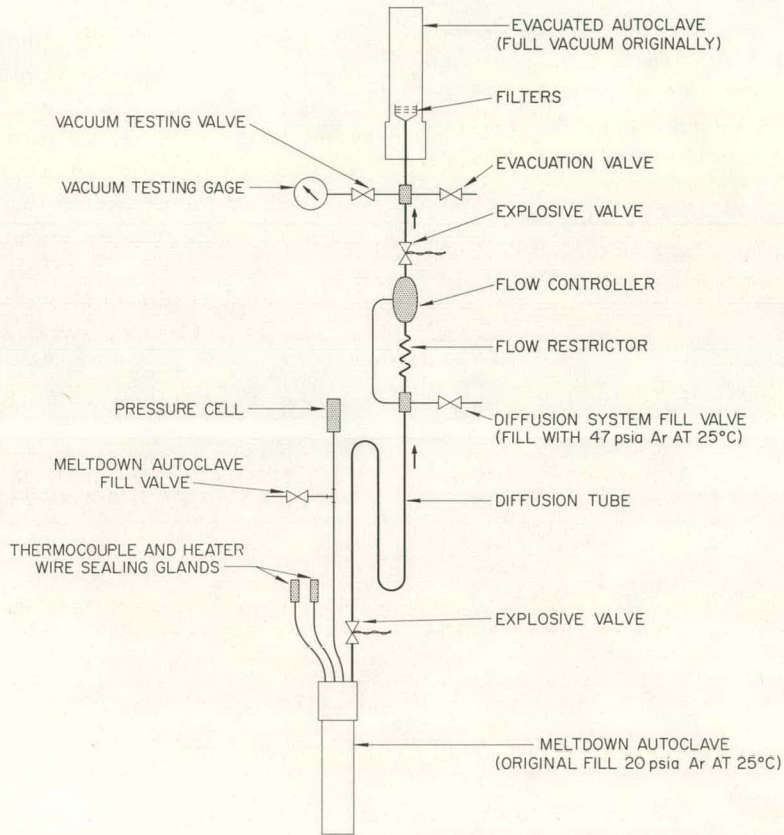 EVACUATED AUTOCLAVE
(FULL VACUUM ORIGINALLY)
FILTERS
VACUUM TESTING VALVE
EVACUATION VALVE
VACUUM TESTING GAGE
EXPLOSIVE VALVE
FLOW CONTROLLER
FLOW RESTRICTOR
PRESSURE CELL
DIFFUSION SYSTEM FILL VALVE
(FILL WITH 47 psia Ar AT 25°C)
MELTDOWN AUTOCLAVE
FILL VALVE
DIFFUSION TUBE
THERMOCOUPLE AND HEATER
WIRE SEALING GLANDS
EXPLOSIVE VALVE
MELTDOWN AUTOCLAVE
(ORIGINAL FILL 20 psia Ar AT 25°C)